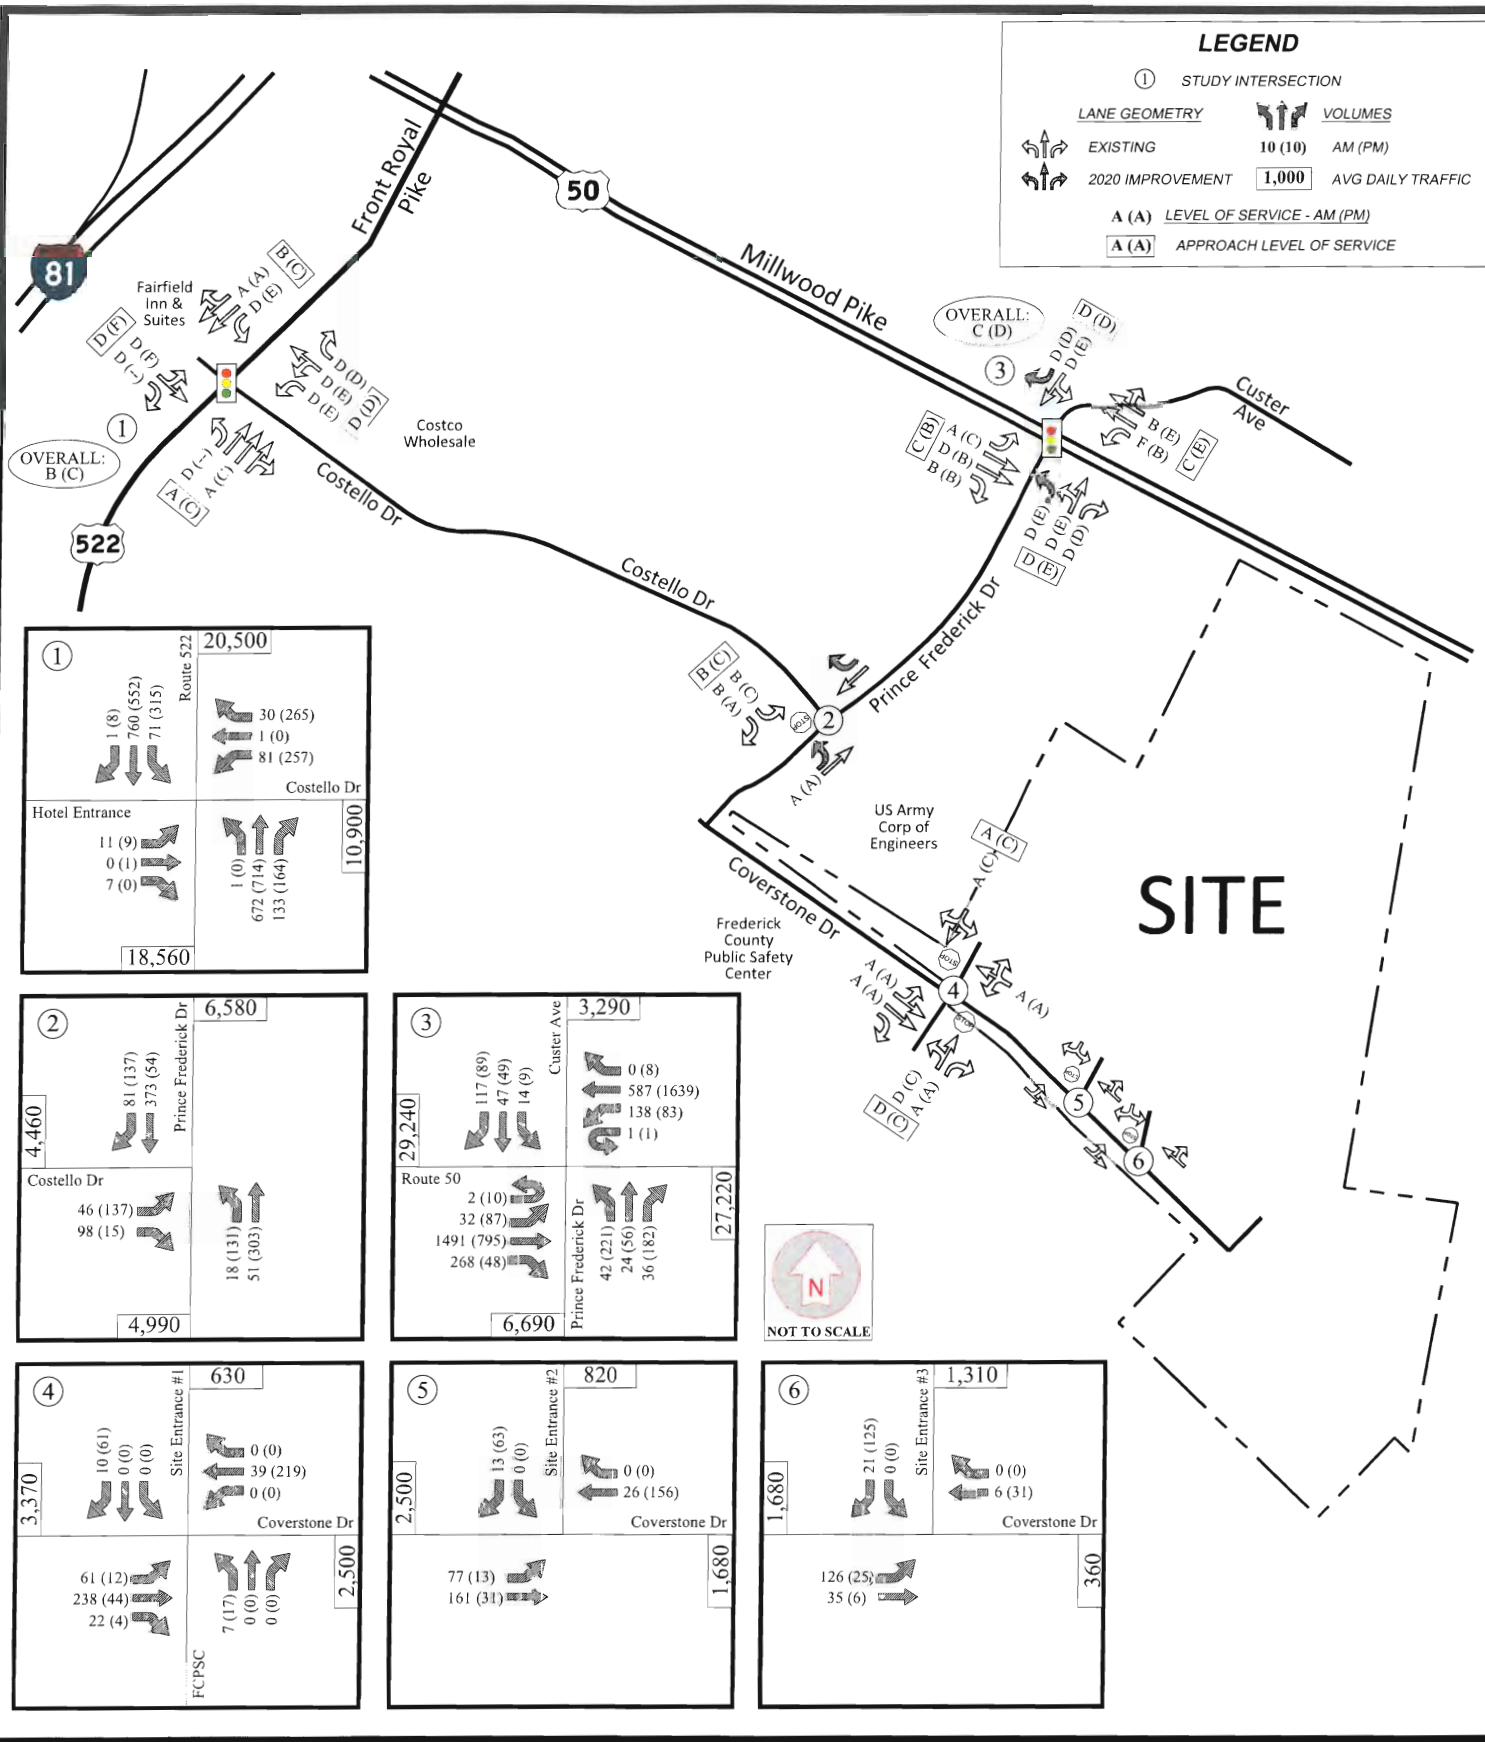 LEGEND
1 STUDY INTERSECTION
LANE GEOMETRY VOLUMES
EXISTING 10 (10) AM (PM)
2020 IMPROVEMENT 1,000 AVG DAILY TRAFFIC
A (A) LEVEL OF SERVICE - AM (PM)
A (A) APPROACH LEVEL OF SERVICE
81
Front Royal
Pike
50
Millwood Pike
Fairfield
Inn &
Suites
B (C)
A (A)
D (E)
D (F)
D (F)
D (--)
D (D)
D (E)
D (E)
D (D)
1
OVERALL:
B (C)
D (--)
A (C)
A (C)
Costco
Wholesale
Costello Dr
522
OVERALL:
C (D)
3
D (D)
D (D)
D (E)
Custer
Ave
C (B)
A (C)
D (B)
B (B)
B (E)
F (B)
C (E)
D (E)
D (E)
D (D)
D (E)
Costello Dr
Prince Frederick Dr
B (C)
B (C)
B (A)
STOP
2
A (A)
US Army
Corp of
Engineers
A (C)
A (C)
SITE
Coverstone Dr
Frederick
County
Public Safety
Center
STOP
A (A)
A (A)
4
A (A)
STOP
D (C)
A (A)
D (C)
STOP
5
STOP
6
1
Route 522
20,500
1 (8)
760 (552)
71 (315)
30 (265)
1 (0)
81 (257)
Costello Dr
Hotel Entrance
10,900
11 (9)
0 (1)
7 (0)
1 (0)
672 (714)
133 (164)
18,560
2
Prince Frederick Dr
6,580
81 (137)
373 (54)
4,460
Costello Dr
46 (137)
98 (15)
18 (131)
51 (303)
4,990
3
Custer Ave
3,290
117 (89)
47 (49)
14 (9)
0 (8)
587 (1639)
138 (83)
1 (1)
29,240
Route 50
2 (10)
32 (87)
1491 (795)
268 (48)
Prince Frederick Dr
42 (221)
24 (56)
36 (182)
27,220
6,690
N
NOT TO SCALE
4
Site Entrance #1
630
10 (61)
0 (0)
0 (0)
0 (0)
39 (219)
0 (0)
3,370
Coverstone Dr
61 (12)
238 (44)
22 (4)
7 (17)
0 (0)
0 (0)
2,500
FCPSC
5
Site Entrance #2
820
13 (63)
0 (0)
0 (0)
26 (156)
2,500
Coverstone Dr
77 (13)
161 (31)
1,680
6
Site Entrance #3
1,310
21 (125)
0 (0)
0 (0)
6 (31)
1,680
Coverstone Dr
126 (25)
35 (6)
360